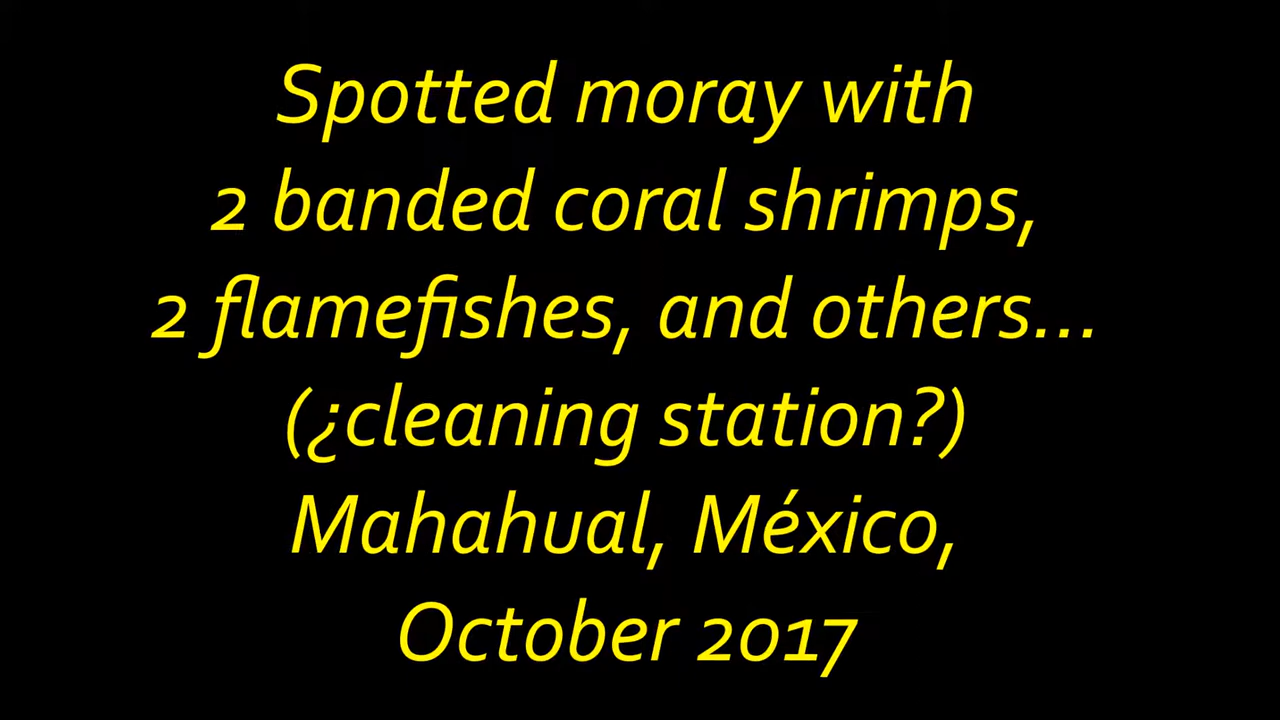 Spotted moray with
2 banded coral shrimps,
2 flamefishes, and others...
(¿cleaning station?)
Mahahual, México,
October 2017